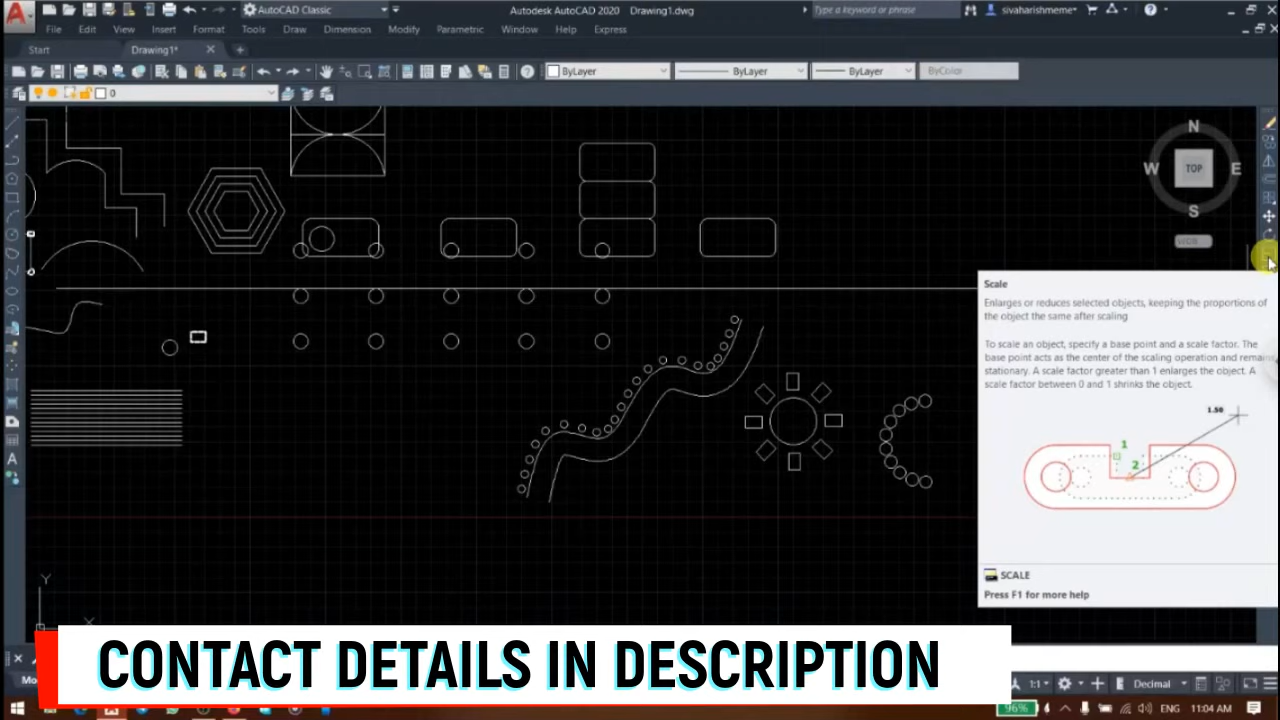 AutoCAD Classic
Autodesk AutoCAD 2020 Drawing1.dwg
Type a keyword or phrase
sivaharishmeme
File Edit View Insert Format Tools Draw Dimension Modify Parametric Window Help Express
Start
Drawing1*
ByLayer
ByLayer
ByLayer
ByColor
0
N
W
TOP
E
S
WCS
Scale
Enlarges or reduces selected objects, keeping the proportions of
the object the same after scaling
To scale an object, specify a base point and a scale factor. The
base point acts as the center of the scaling operation and remain
stationary. A scale factor greater than 1 enlarges the object. A
scale factor between 0 and 1 shrinks the object.
1.50
1
2
SCALE
Press F1 for more help
Y
X
CONTACT DETAILS IN DESCRIPTION
1:1
Decimal
96%
ENG
11:04 AM